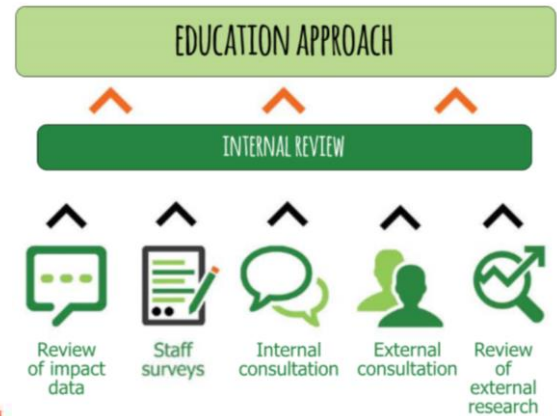 EDUCATION APPROACH
INTERNAL REVIEW
Review
of impact
data
Staff
surveys
Internal
consultation
External
consultation
Review
of
external
research